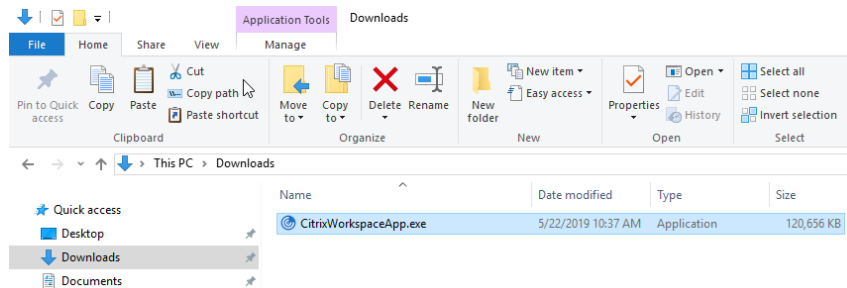 Application Tools Downloads
File Home Share View Manage
Pin to Quick access
Copy
Paste
Cut
Copy path
Paste shortcut
Clipboard
Move to
Copy to
Delete
Rename
Organize
New folder
New item
Easy access
New
Properties
Open
Edit
History
Open
Select all
Select none
Invert selection
Select
This PC > Downloads
Name Date modified Type Size
CitrixWorkspaceApp.exe 5/22/2019 10:37 AM Application 120,656 KB
Quick access
Desktop
Downloads
Documents